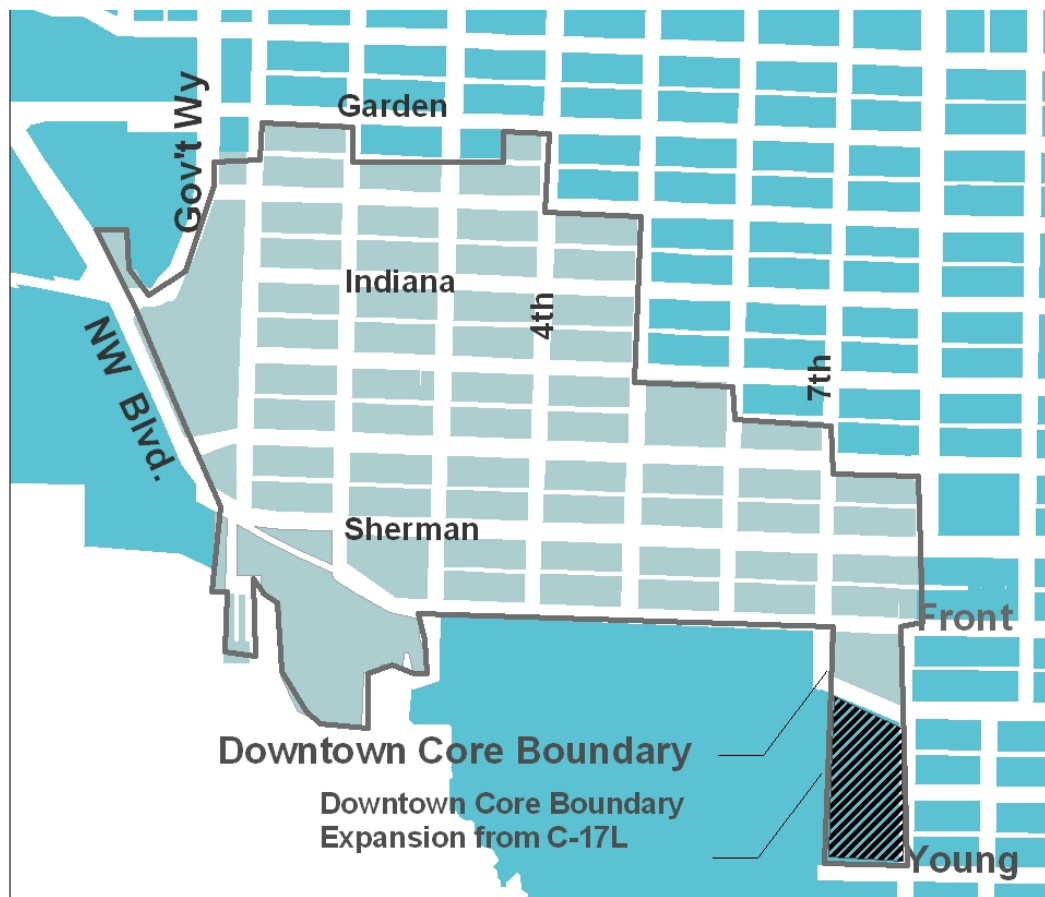 Garden
Gov't Wy
Indiana
4th
NW Blvd.
7th
Sherman
Front
Downtown Core Boundary
Downtown Core Boundary
Expansion from C-17L
Young